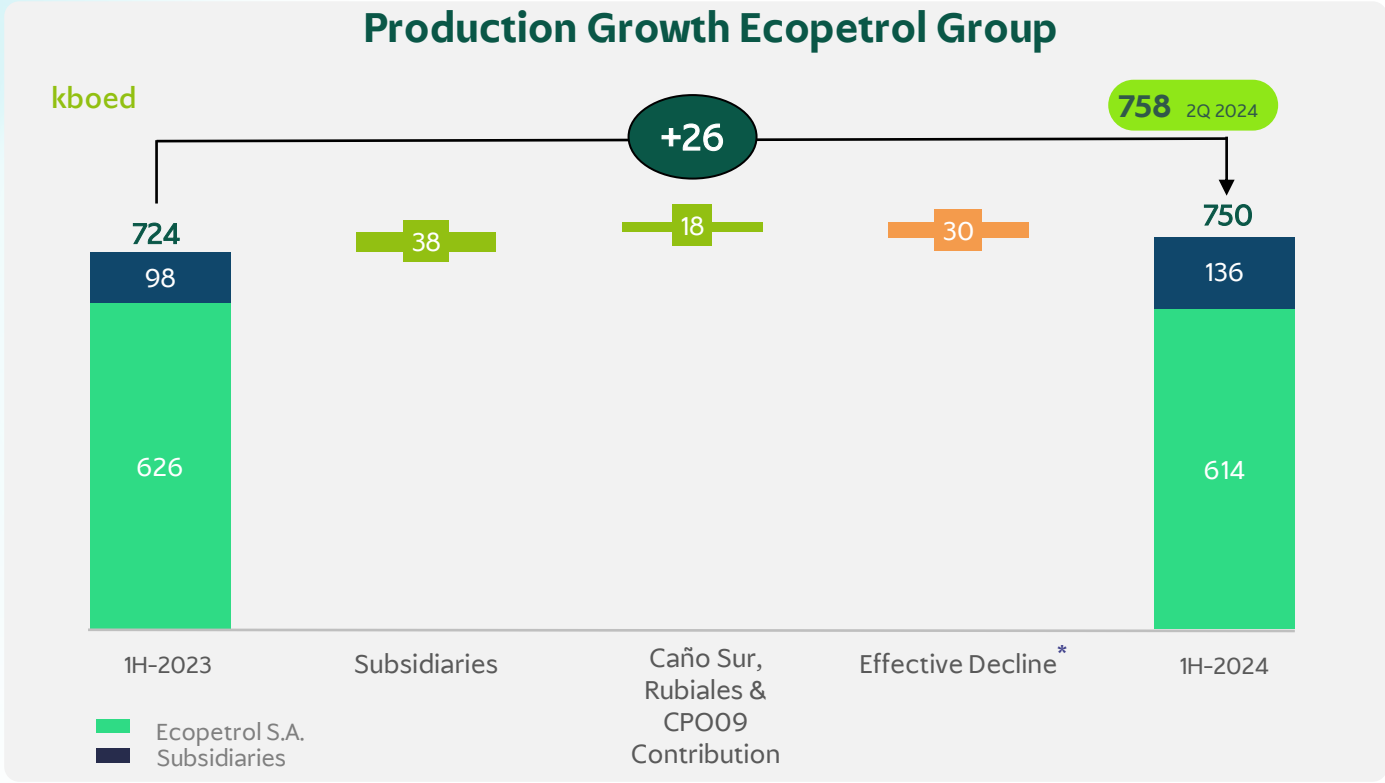 Production Growth Ecopetrol Group
kboed
758 2Q 2024
+26
724
38
18
30
750
98
136
626
614
1H-2023
Subsidiaries
Caño Sur,
Rubiales &
CPO09
Contribution
Effective Decline*
1H-2024
Ecopetrol S.A.
Subsidiaries